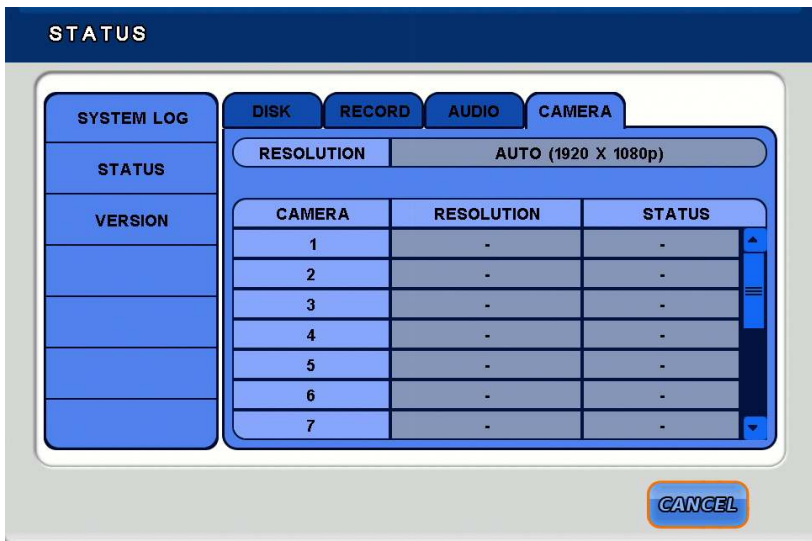 STATUS
SYSTEM LOG
STATUS
VERSION
DISK RECORD AUDIO CAMERA
RESOLUTION AUTO (1920 X 1080p)
CAMERA RESOLUTION STATUS
1 - -
2 - -
3 - -
4 - -
5 - -
6 - -
7 - -
CANCEL